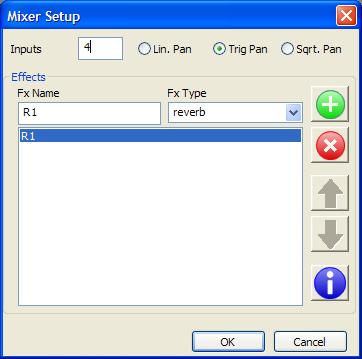 Mixer Setup
Inputs 4 Lin. Pan Trig Pan Sqrt. Pan
Effects
Fx Name Fx Type
R1 reverb
R1
OK Cancel